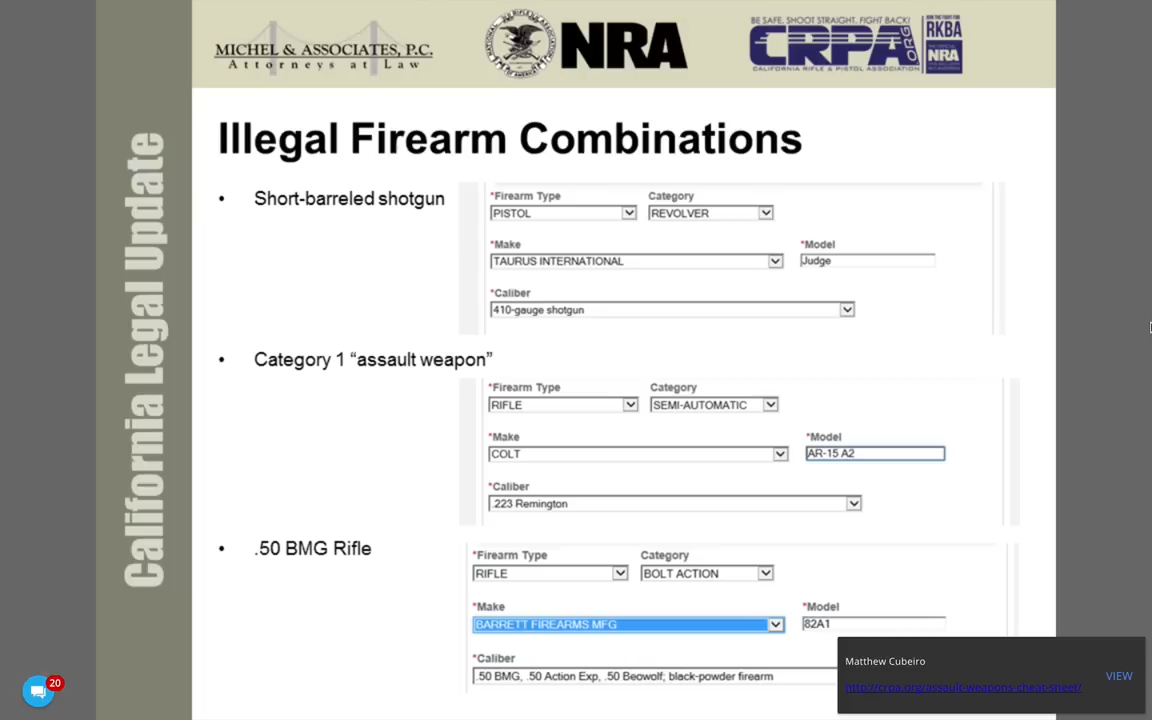 MICHEL & ASSOCIATES, P.C.
Attorneys at Law
NRA
BE SAFE. SHOOT STRAIGHT. FIGHT BACK!
CRPA.ORG
CALIFORNIA RIFLE & PISTOL ASSOCIATION
RKBA
NRA
California Legal Update
Illegal Firearm Combinations
• Short-barreled shotgun
*Firearm Type Category
PISTOL REVOLVER
*Make *Model
TAURUS INTERNATIONAL Judge
*Caliber
410-gauge shotgun
• Category 1 “assault weapon”
*Firearm Type Category
RIFLE SEMI-AUTOMATIC
*Make *Model
COLT AR-15 A2
*Caliber
.223 Remington
• .50 BMG Rifle
*Firearm Type Category
RIFLE BOLT ACTION
*Make *Model
BARRETT FIREARMS MFG 82A1
*Caliber
.50 BMG, .50 Action Exp, .50 Beowolf; black-powder firearm
Matthew Cubeiro
http://crpa.org/assault-weapons-cheat-sheet/
VIEW
20